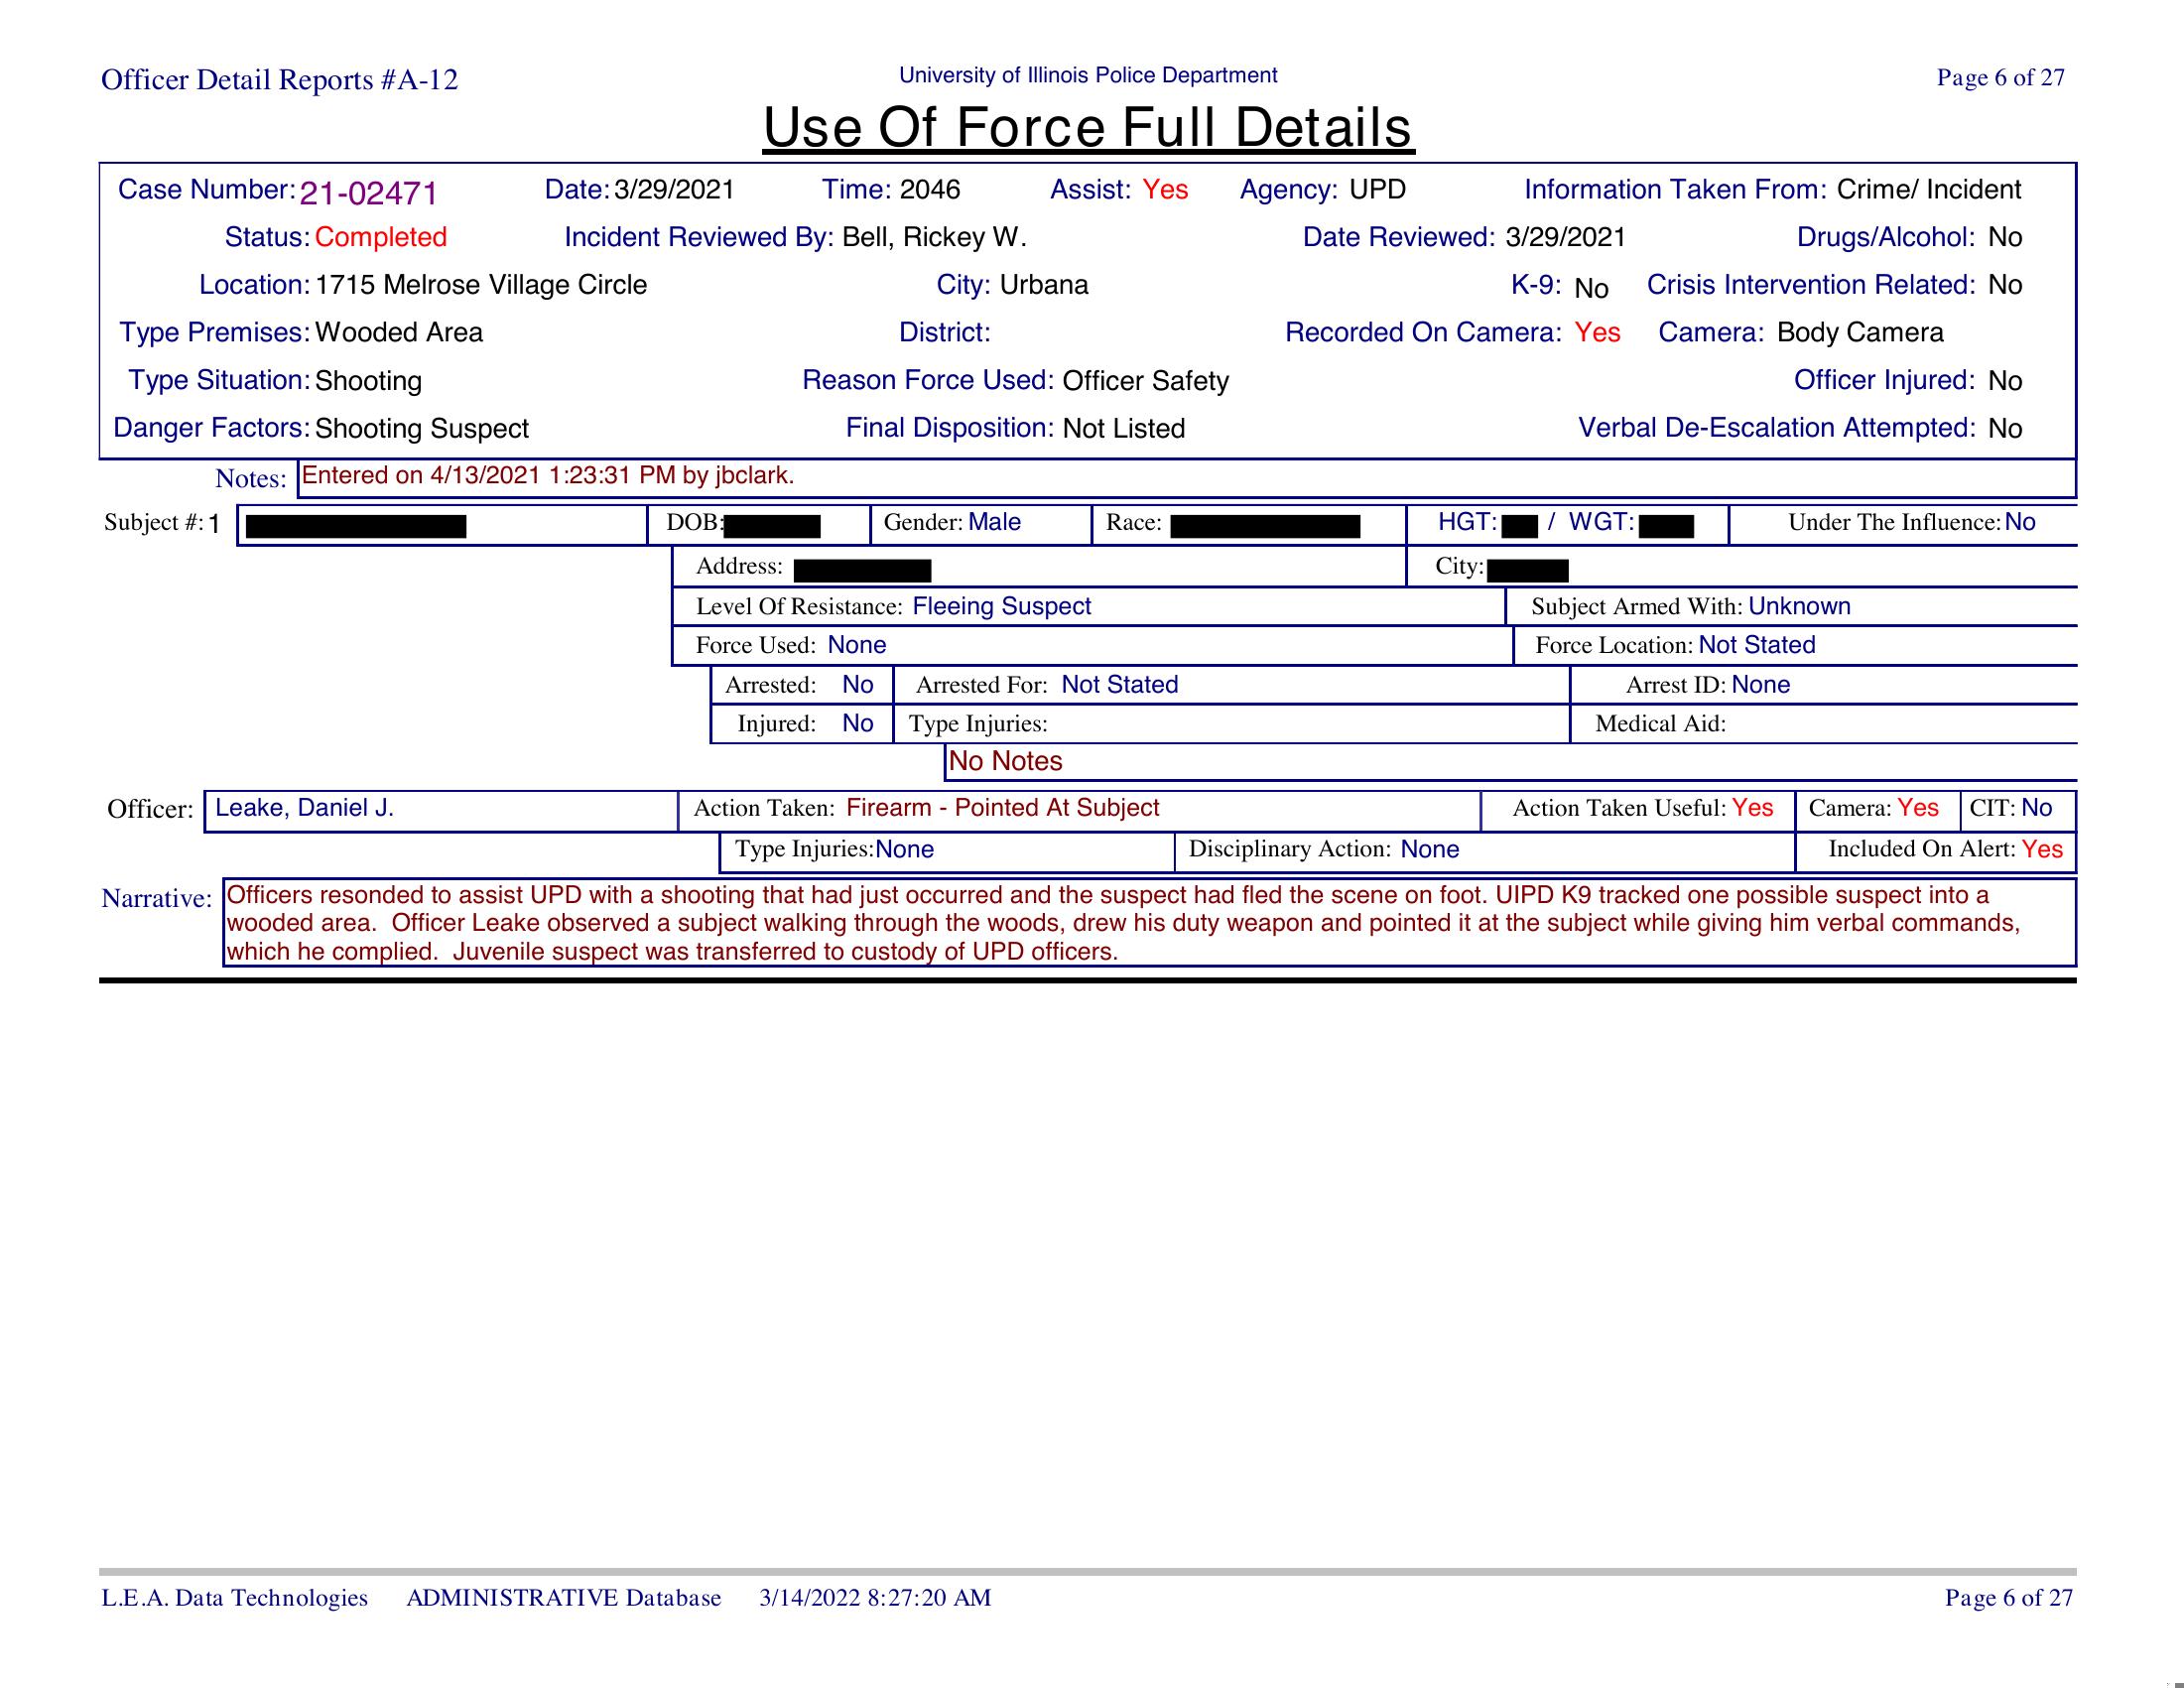 Officer Detail Reports #A-12 University of Illinois Police Department Page 6 of 27
Use Of Force Full Details
Case Number: 21-02471 Date: 3/29/2021 Time: 2046 Assist: Yes Agency: UPD Information Taken From: Crime/ Incident
Status: Completed Incident Reviewed By: Bell, Rickey W. Date Reviewed: 3/29/2021 Drugs/Alcohol: No
Location: 1715 Melrose Village Circle City: Urbana K-9: No Crisis Intervention Related: No
Type Premises: Wooded Area District: Recorded On Camera: Yes Camera: Body Camera
Type Situation: Shooting Reason Force Used: Officer Safety Officer Injured: No
Danger Factors: Shooting Suspect Final Disposition: Not Listed Verbal De-Escalation Attempted: No
Notes: Entered on 4/13/2021 1:23:31 PM by jbclark.
Subject #: 1 DOB: Gender: Male Race: HGT: / WGT: Under The Influence: No
Address: City:
Level Of Resistance: Fleeing Suspect Subject Armed With: Unknown
Force Used: None Force Location: Not Stated
Arrested: No Arrested For: Not Stated Arrest ID: None
Injured: No Type Injuries: Medical Aid:
No Notes
Officer: Leake, Daniel J. Action Taken: Firearm - Pointed At Subject Action Taken Useful: Yes Camera: Yes CIT: No
Type Injuries: None Disciplinary Action: None Included On Alert: Yes
Narrative: Officers resonded to assist UPD with a shooting that had just occurred and the suspect had fled the scene on foot. UIPD K9 tracked one possible suspect into a
wooded area. Officer Leake observed a subject walking through the woods, drew his duty weapon and pointed it at the subject while giving him verbal commands,
which he complied. Juvenile suspect was transferred to custody of UPD officers.
L.E.A. Data Technologies ADMINISTRATIVE Database 3/14/2022 8:27:20 AM Page 6 of 27